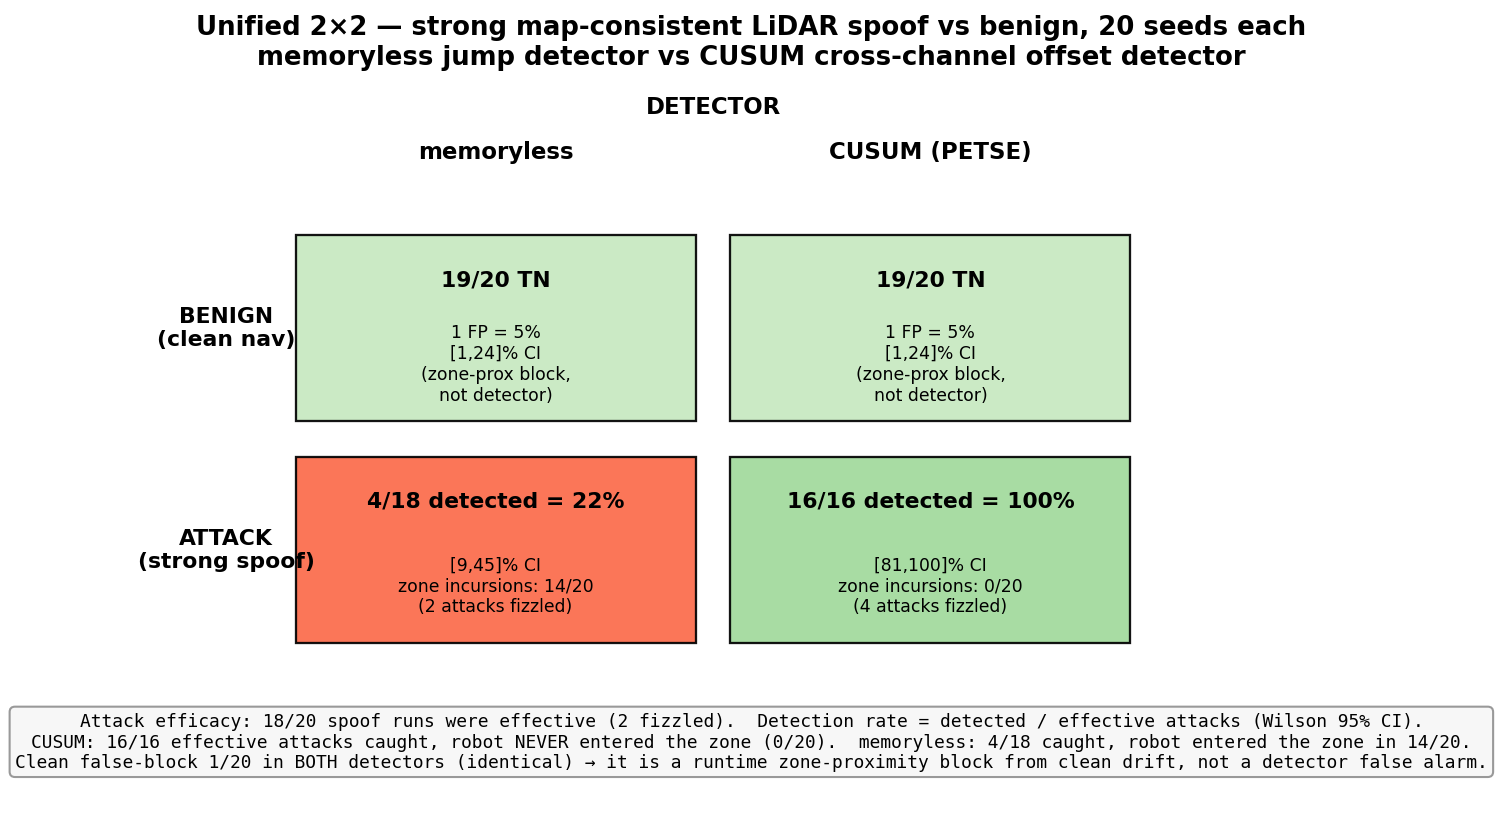 Unified 2×2 — strong map-consistent LiDAR spoof vs benign, 20 seeds each
memoryless jump detector vs CUSUM cross-channel offset detector
DETECTOR
memoryless
CUSUM (PETSE)
BENIGN
(clean nav)
19/20 TN
1 FP = 5%
[1,24]% CI
(zone-prox block,
not detector)
19/20 TN
1 FP = 5%
[1,24]% CI
(zone-prox block,
not detector)
ATTACK
(strong spoof)
4/18 detected = 22%
[9,45]% CI
zone incursions: 14/20
(2 attacks fizzled)
16/16 detected = 100%
[81,100]% CI
zone incursions: 0/20
(4 attacks fizzled)
Attack efficacy: 18/20 spoof runs were effective (2 fizzled).  Detection rate = detected / effective attacks (Wilson 95% CI).
CUSUM: 16/16 effective attacks caught, robot NEVER entered the zone (0/20).  memoryless: 4/18 caught, robot entered the zone in 14/20.
Clean false-block 1/20 in BOTH detectors (identical) → it is a runtime zone-proximity block from clean drift, not a detector false alarm.